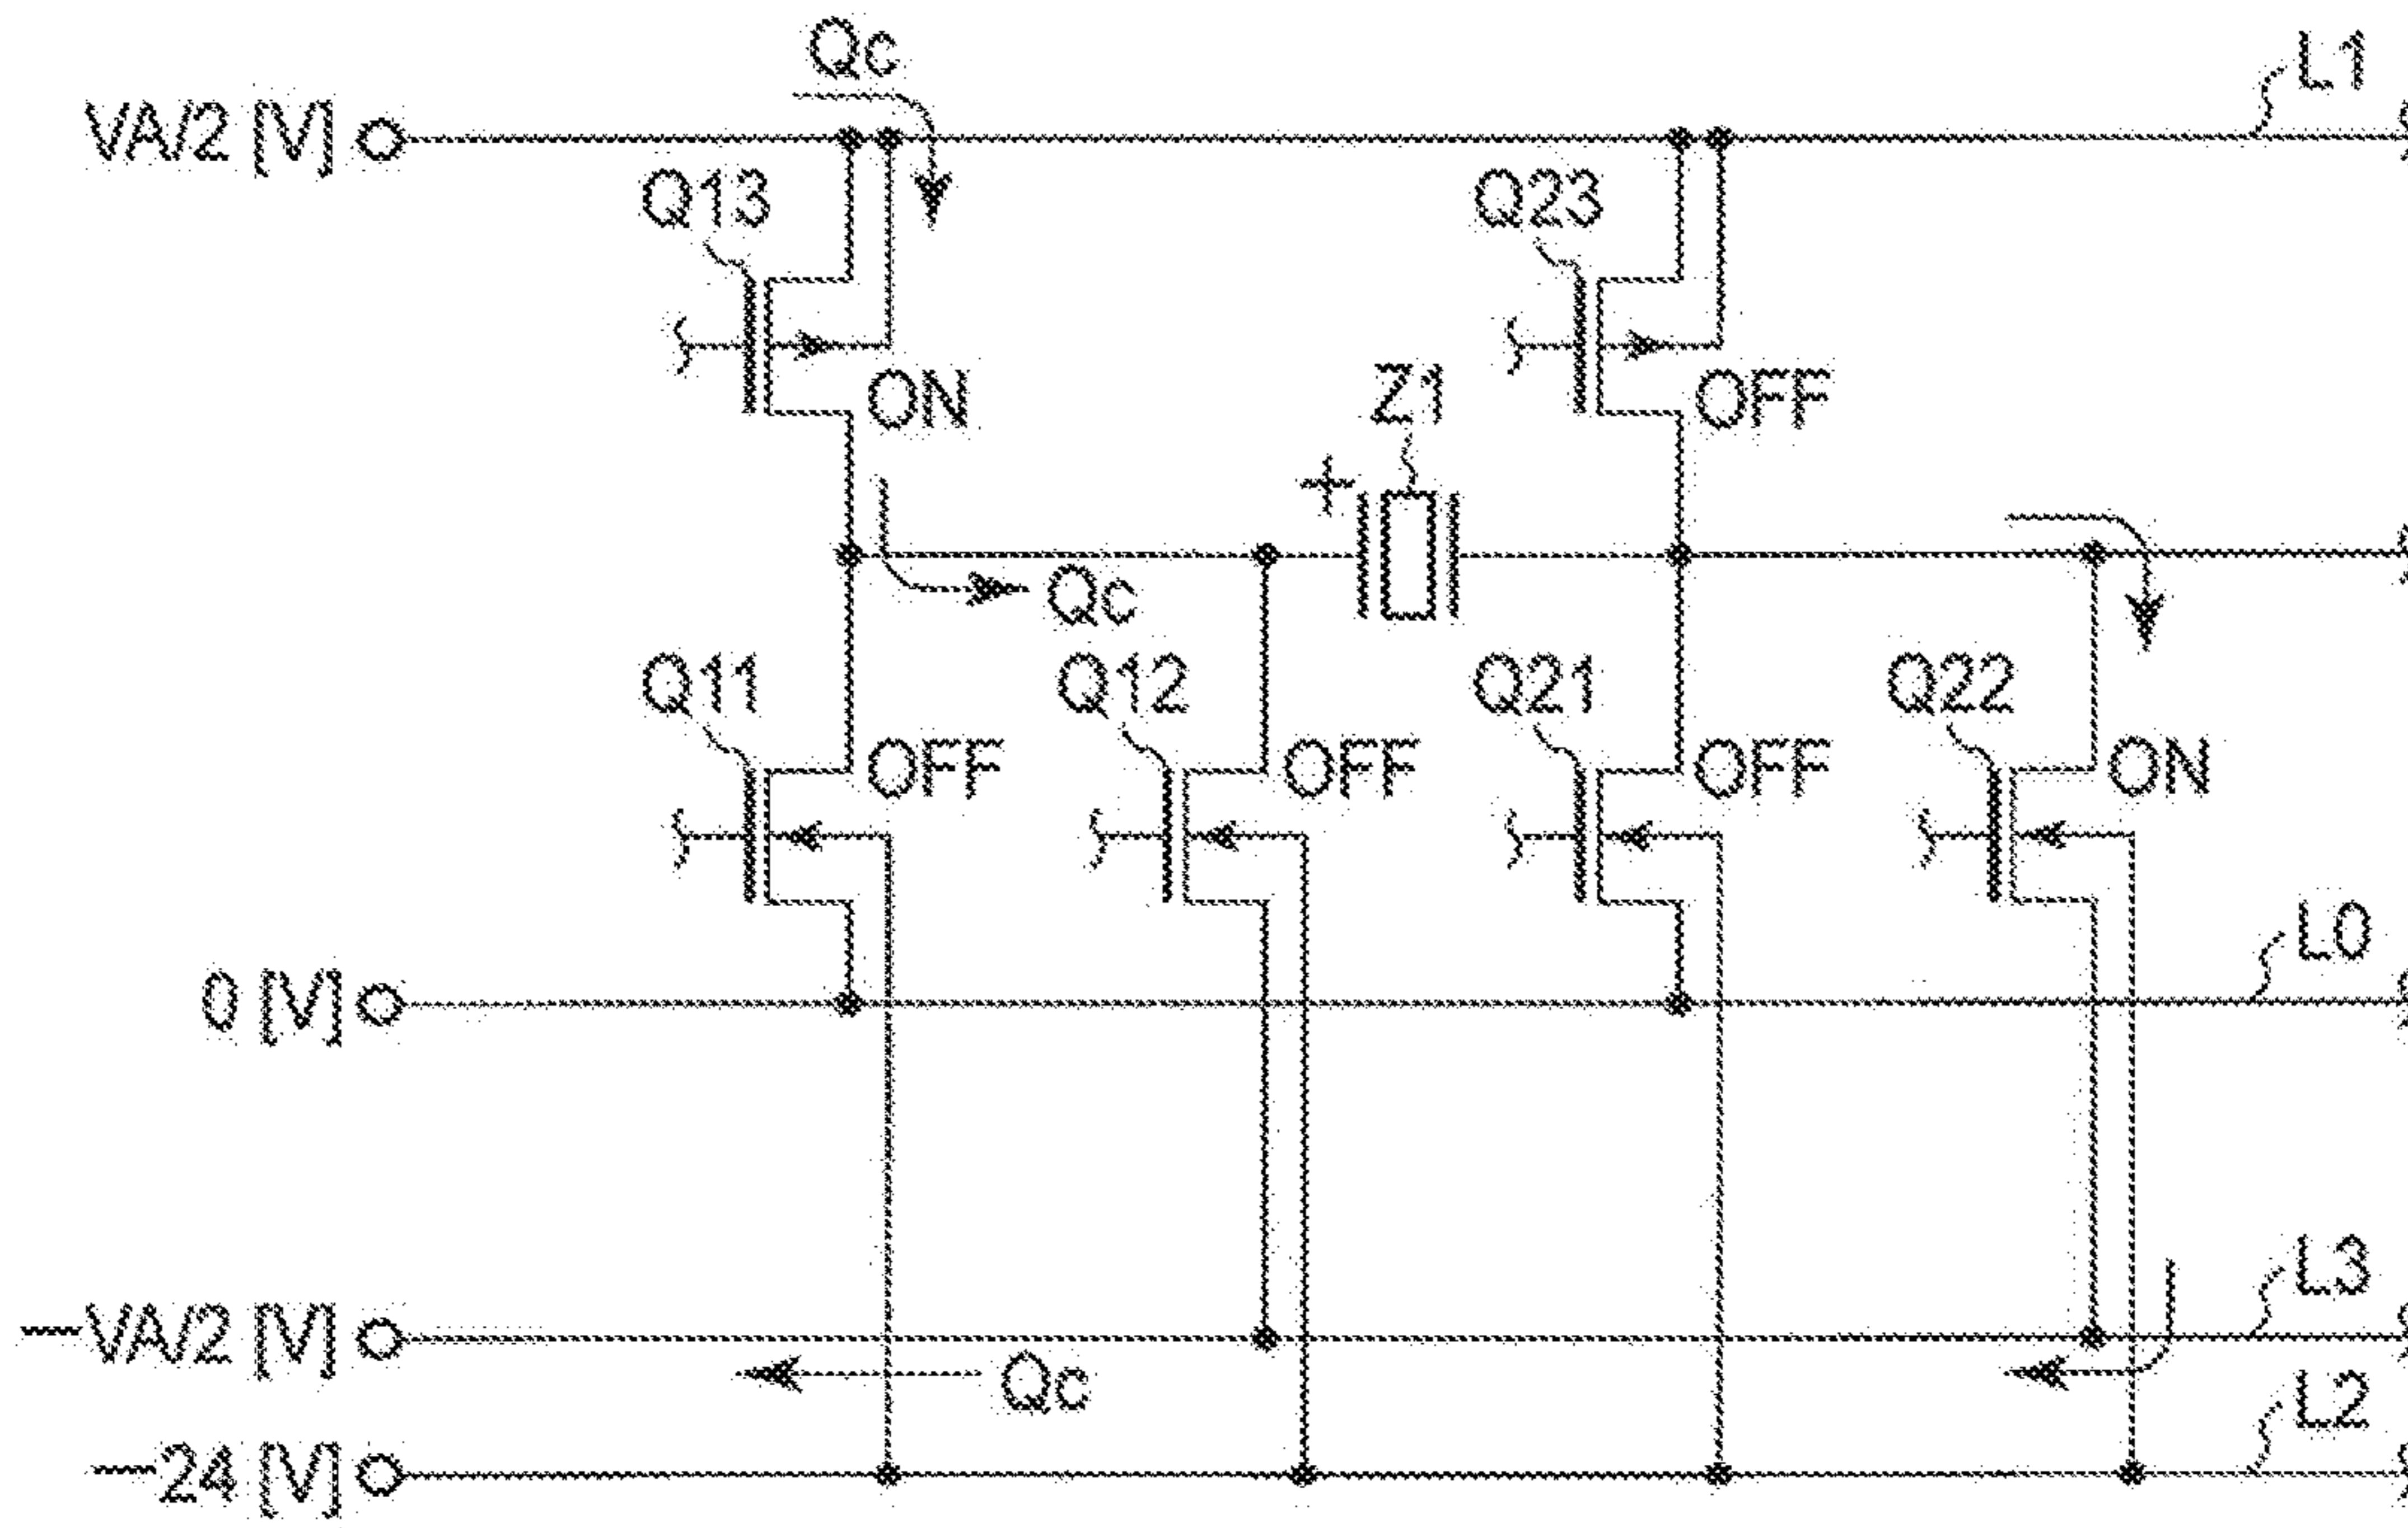 Qc
L1
VA/2 [V]
Q13
Q23
ON
Z1
OFF
+
Qc
Q11
Q12
Q21
Q22
OFF
OFF
OFF
ON
L0
0 [V]
L3
—VA/2 [V]
Qc
L2
—24 [V]